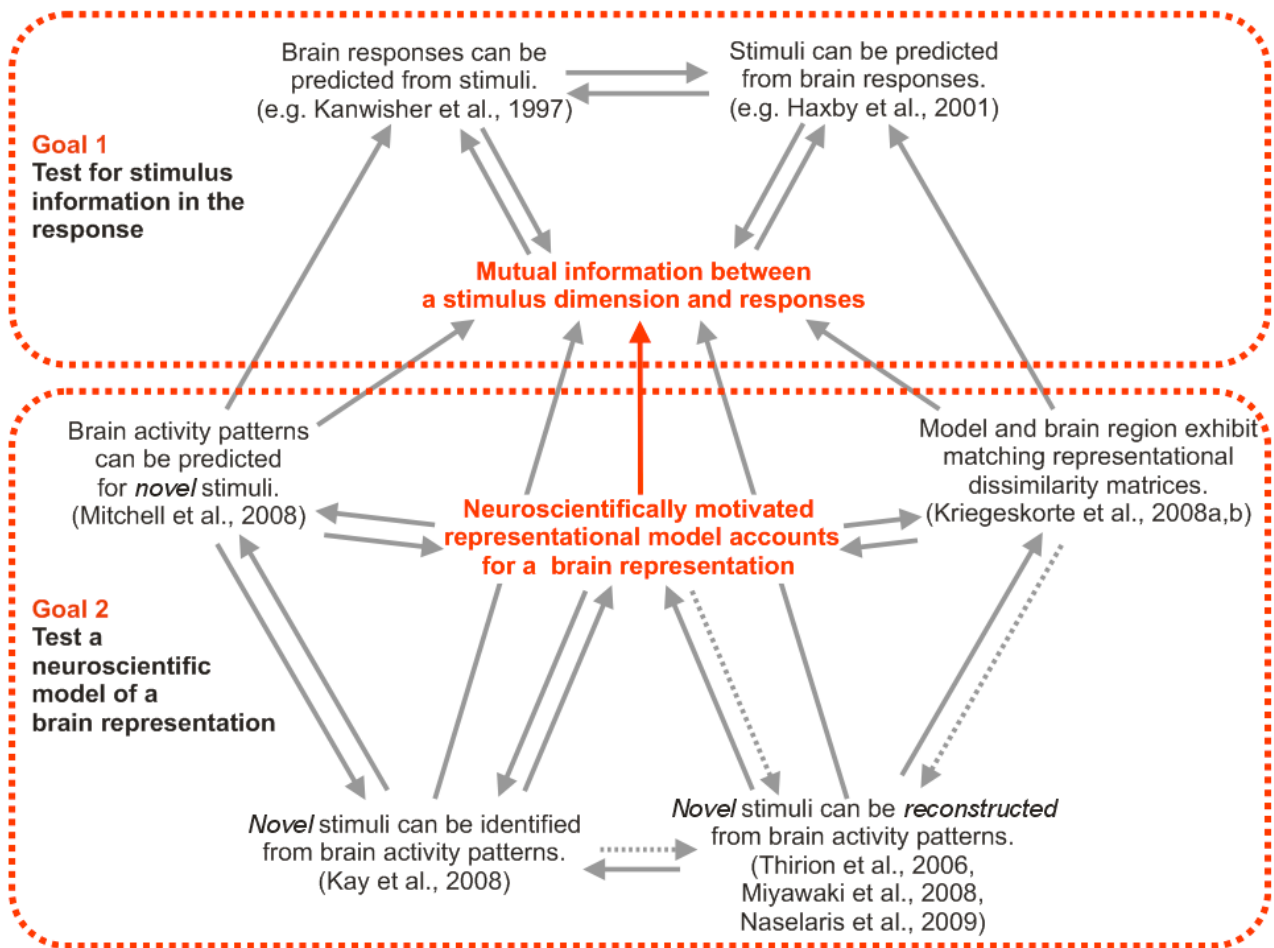 Brain responses can be
predicted from stimuli.
(e.g. Kanwisher et al., 1997)
Stimuli can be predicted
from brain responses.
(e.g. Haxby et al., 2001)
Goal 1
Test for stimulus
information in the
response
Mutual information between
a stimulus dimension and responses
Brain activity patterns
can be predicted
for novel stimuli.
(Mitchell et al., 2008)
Model and brain region exhibit
matching representational
dissimilarity matrices.
(Kriegeskorte et al., 2008a,b)
Neuroscientifically motivated
representational model accounts
for a brain representation
Goal 2
Test a
neuroscientific
model of a
brain representation
Novel stimuli can be identified
from brain activity patterns.
(Kay et al., 2008)
Novel stimuli can be reconstructed
from brain activity patterns.
(Thirion et al., 2006,
Miyawaki et al., 2008,
Naselaris et al., 2009)